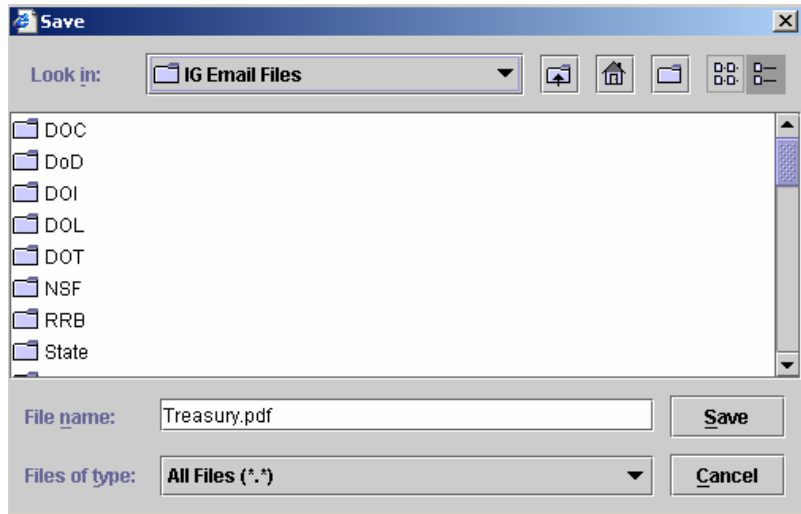 Save
Look in: IG Email Files
DOC
DoD
DOI
DOL
DOT
NSF
RRB
State
File name: Treasury.pdf Save
Files of type: All Files (*.*) Cancel